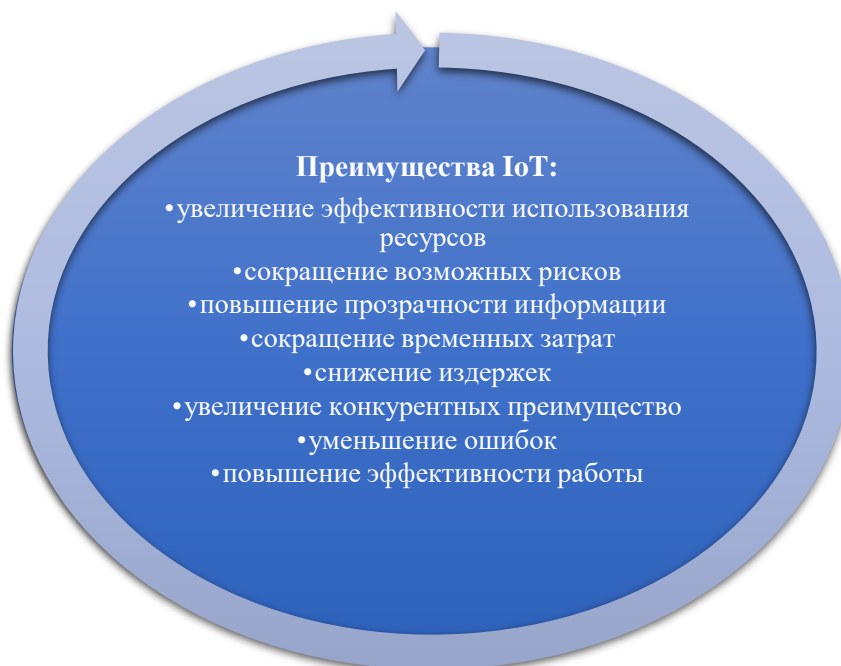 Преимущества IoT:
•увеличение эффективности использования
ресурсов
•сокращение возможных рисков
•повышение прозрачности информации
•сокращение временных затрат
•снижение издержек
•увеличение конкурентных преимущество
•уменьшение ошибок
•повышение эффективности работы